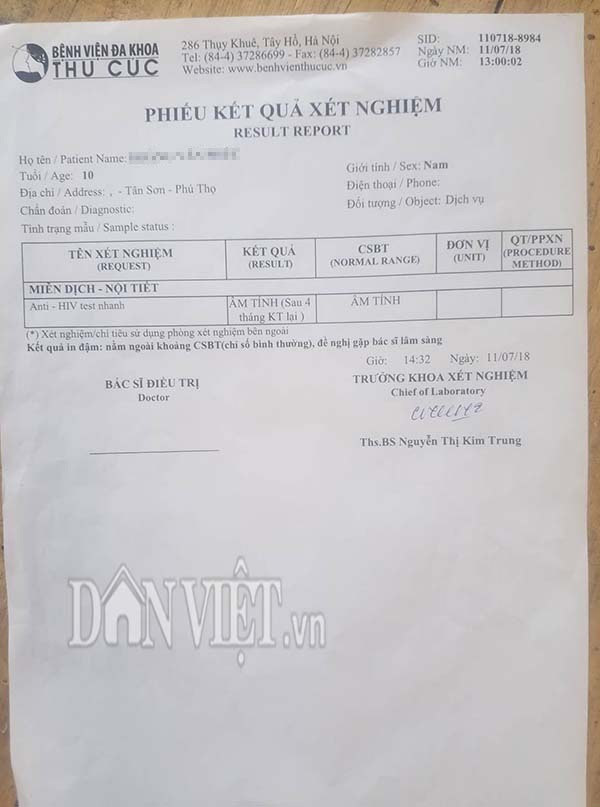 BỆNH VIỆN ĐA KHOA
THU CUC
286 Thụy Khuê, Tây Hồ, Hà Nội
Tel: (84-4) 37286699 - Fax: (84-4) 37282857
Website: www.benhvienthucuc.vn
SID: 110718-8984
Ngày NM: 11/07/18
Giờ NM: 13:00:02
PHIẾU KẾT QUẢ XÉT NGHIỆM
RESULT REPORT
Họ tên / Patient Name:
Tuổi / Age: 10
Địa chỉ / Address: , - Tân Sơn - Phú Thọ
Chẩn đoán / Diagnostic:
Tình trạng mẫu / Sample status :
Giới tính / Sex: Nam
Điện thoại / Phone:
Đối tượng / Object: Dịch vụ
TÊN XÉT NGHIỆM
(REQUEST)
KẾT QUẢ
(RESULT)
CSBT
(NORMAL RANGE)
ĐƠN VỊ
(UNIT)
QT/PPXN
(PROCEDURE
METHOD)
MIỄN DỊCH - NỘI TIẾT
Anti - HIV test nhanh
ÂM TÍNH (Sau 4
tháng KT lại )
ÂM TÍNH
(*) Xét nghiệm/chỉ tiêu sử dụng phòng xét nghiệm bên ngoài
Kết quả in đậm: nằm ngoài khoảng CSBT(chỉ số bình thường), đề nghị gặp bác sĩ lâm sàng
Giờ: 14:32 Ngày: 11/07/18
BÁC SĨ ĐIỀU TRỊ
Doctor
TRƯỞNG KHOA XÉT NGHIỆM
Chief of Laboratory
Ths.BS Nguyễn Thị Kim Trung
DÂN VIỆT.vn